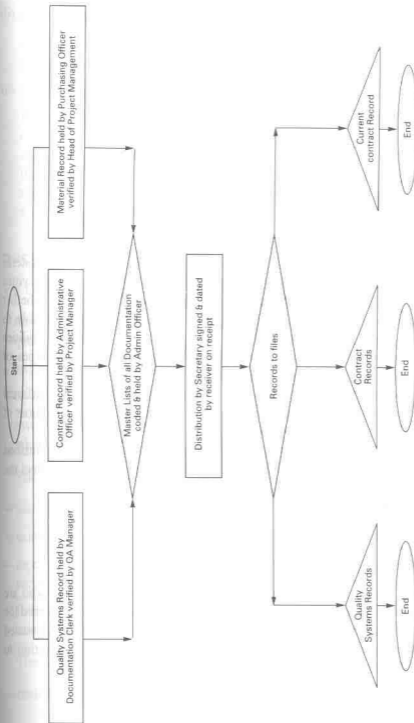 Start
Quality Systems Record held by
Documentation Clerk verified by QA Manager
Contract Record held by Administrative
Officer verified by Project Manager
Material Record held by Purchasing Officer
verified by Head of Project Management
Master Lists of all Documentation
coded & held by Admin Officer
Distribution by Secretary signed & dated
by receiver on receipt
Records to files
Quality
Systems Records
Contract
Records
Current
contract Record
End
End
End